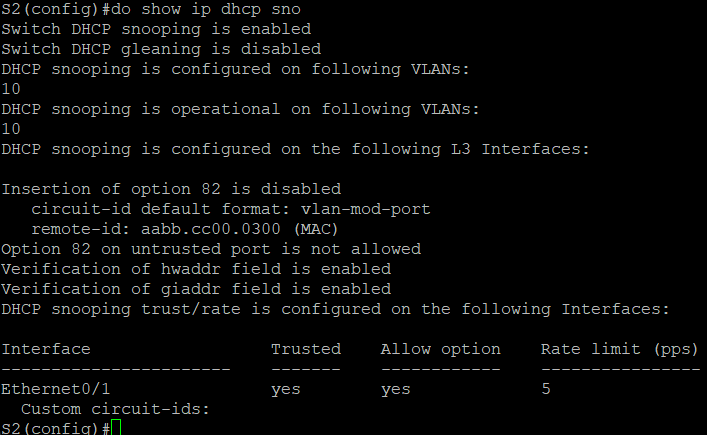 S2(config)#do show ip dhcp sno
Switch DHCP snooping is enabled
Switch DHCP gleaning is disabled
DHCP snooping is configured on following VLANs:
10
DHCP snooping is operational on following VLANs:
10
DHCP snooping is configured on the following L3 Interfaces:

Insertion of option 82 is disabled
   circuit-id default format: vlan-mod-port
   remote-id: aabb.cc00.0300 (MAC)
Option 82 on untrusted port is not allowed
Verification of hwaddr field is enabled
Verification of giaddr field is enabled
DHCP snooping trust/rate is configured on the following Interfaces:

Interface                  Trusted    Allow option    Rate limit (pps)
-----------------------    -------    ------------    ----------------
Ethernet0/1                yes        yes             5
  Custom circuit-ids:
S2(config)#